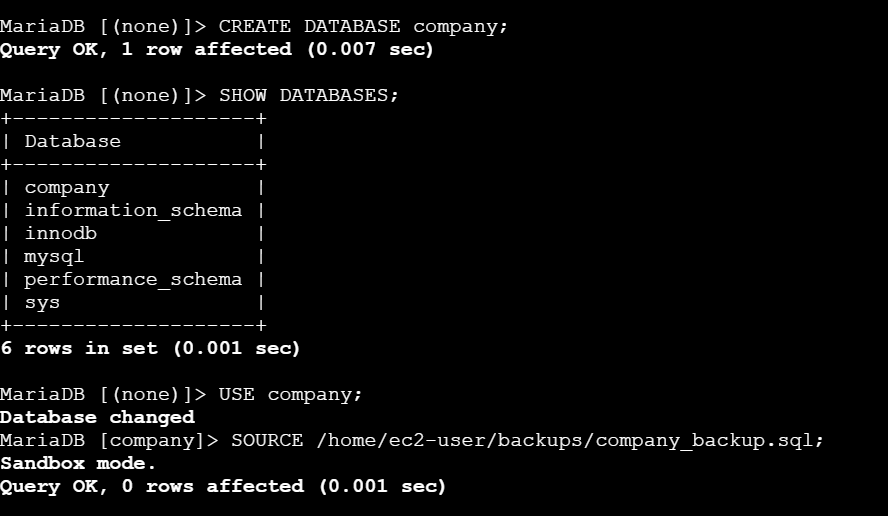 MariaDB [(none)]> CREATE DATABASE company;
Query OK, 1 row affected (0.007 sec)
MariaDB [(none)]> SHOW DATABASES;
+--------------------+
| Database           |
+--------------------+
| company            |
| information_schema |
| innodb             |
| mysql              |
| performance_schema |
| sys                |
+--------------------+
6 rows in set (0.001 sec)
MariaDB [(none)]> USE company;
Database changed
MariaDB [company]> SOURCE /home/ec2-user/backups/company_backup.sql;
Sandbox mode.
Query OK, 0 rows affected (0.001 sec)